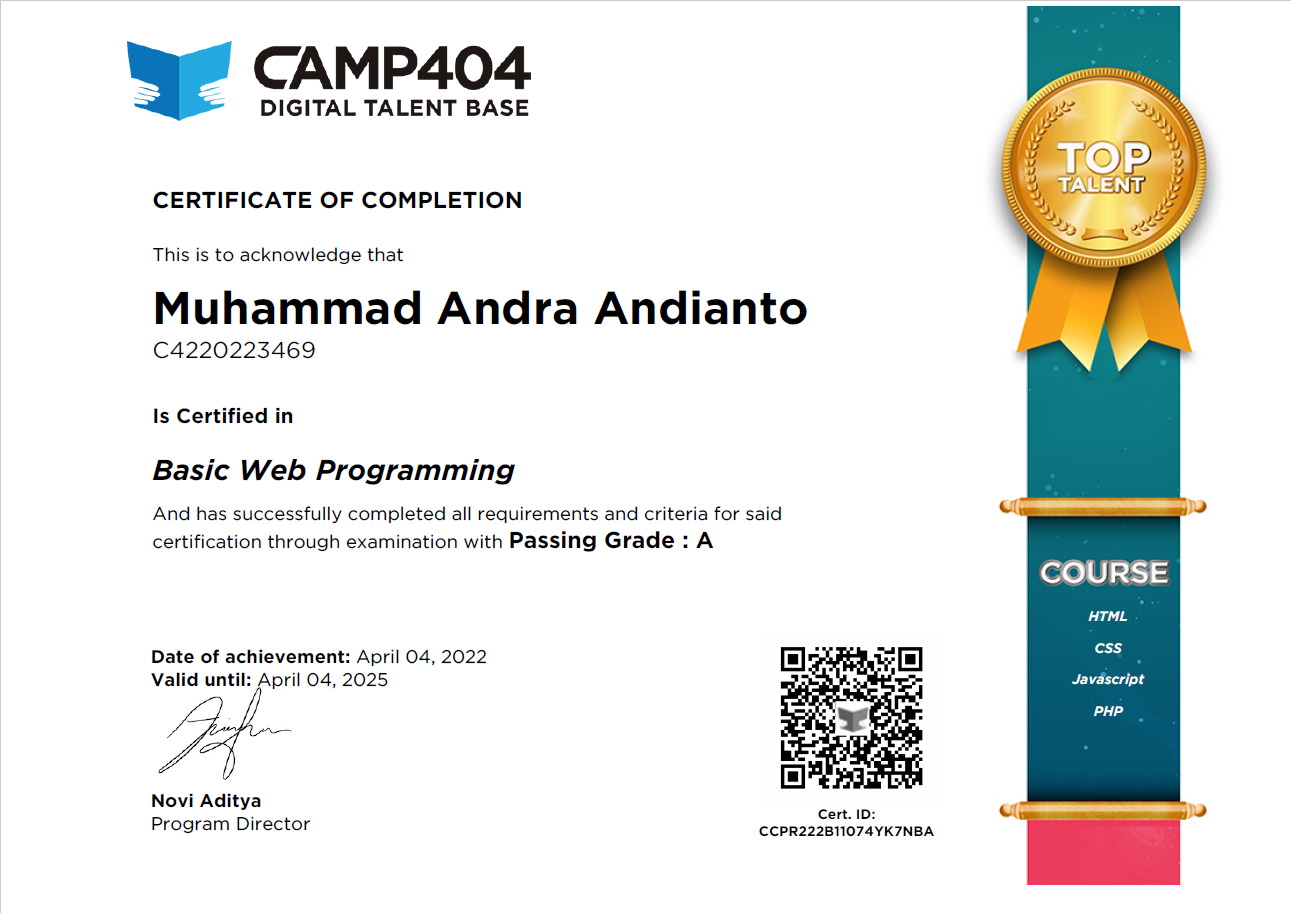 CAMP404
DIGITAL TALENT BASE
CERTIFICATE OF COMPLETION
This is to acknowledge that
Muhammad Andra Andianto
C4220223469
Is Certified in
Basic Web Programming
And has successfully completed all requirements and criteria for said
certification through examination with Passing Grade : A
Date of achievement: April 04, 2022
Valid until: April 04, 2025
Novi Aditya
Program Director
Cert. ID:
CCPR222B11074YK7NBA
TOP
TALENT
COURSE
HTML
CSS
Javascript
PHP